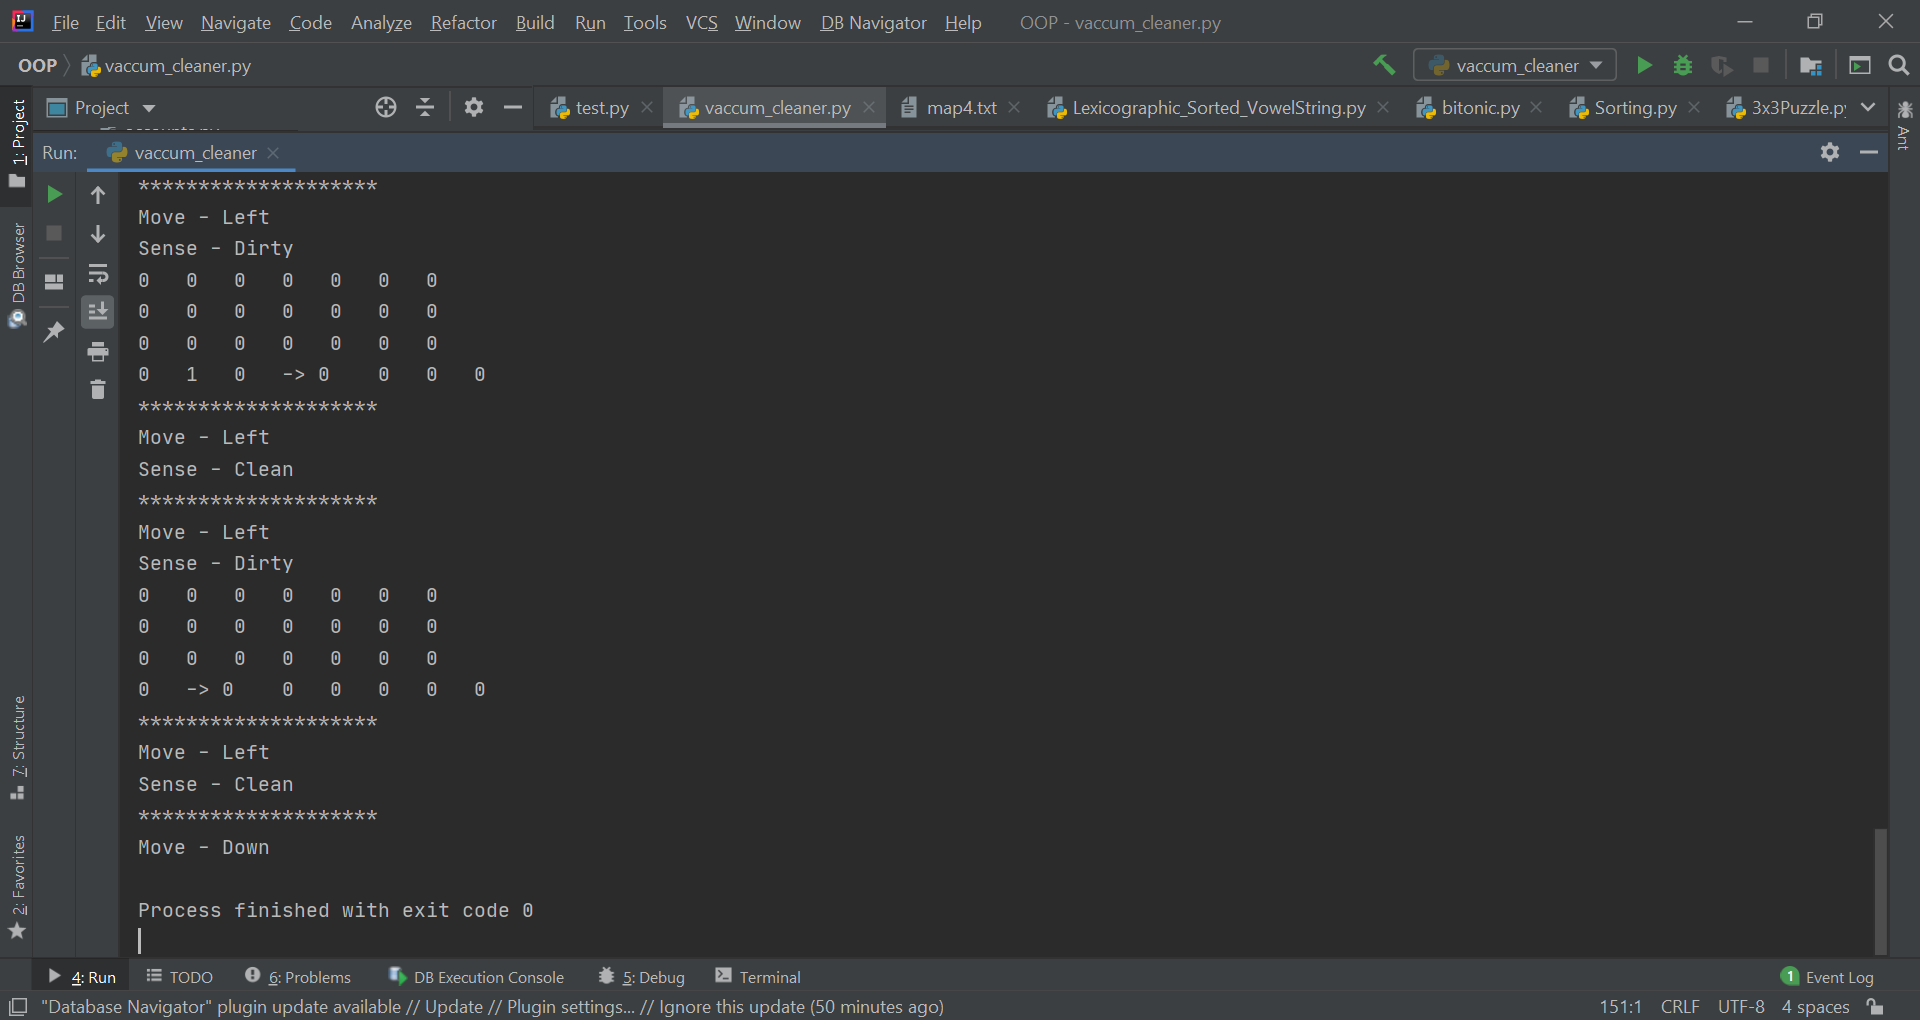 File Edit View Navigate Code Analyze Refactor Build Run Tools VCS Window DB Navigator Help OOP - vaccum_cleaner.py
OOP vaccum_cleaner.py vaccum_cleaner
Project test.py vaccum_cleaner.py map4.txt Lexicographic_Sorted_VowelString.py bitonic.py Sorting.py 3x3Puzzle.py
Run: vaccum_cleaner
1: Project
DB Browser
7: Structure
2: Favorites
Ant
********************
Move - Left
Sense - Dirty
0 0 0 0 0 0 0
0 0 0 0 0 0 0
0 0 0 0 0 0 0
0 1 0 -> 0 0 0 0
********************
Move - Left
Sense - Clean
********************
Move - Left
Sense - Dirty
0 0 0 0 0 0 0
0 0 0 0 0 0 0
0 0 0 0 0 0 0
0 -> 0 0 0 0 0 0
********************
Move - Left
Sense - Clean
********************
Move - Down
Process finished with exit code 0
4: Run TODO 6: Problems DB Execution Console 5: Debug Terminal 1 Event Log
"Database Navigator" plugin update available // Update // Plugin settings... // Ignore this update (50 minutes ago) 151:1 CRLF UTF-8 4 spaces